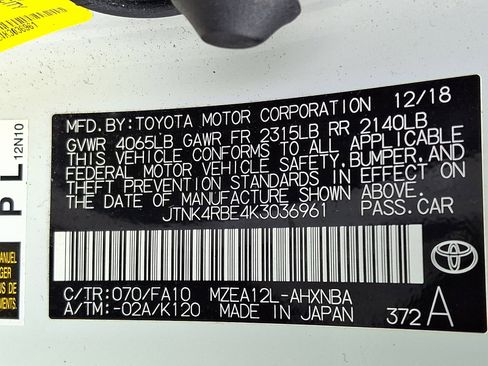 MFD.BY:TOYOTA MOTOR CORPORATION 12/18
GVWR 4065LB GAWR FR 2315LB RR 2140LB
THIS VEHICLE CONFORMS TO ALL APPLICABLE
FEDERAL MOTOR VEHICLE SAFETY,BUMPER,AND
THEFT PREVENTION STANDARDS IN EFFECT ON
THE DATE OF MANUFACTURE SHOWN ABOVE.
JTNK4RBE4K3036961 PASS.CAR
C/TR:070/FA10 MZEA12L-AHXNBA
A/TM:-02A/K120 MADE IN JAPAN 372 A
TOYOTA
P L
12N10